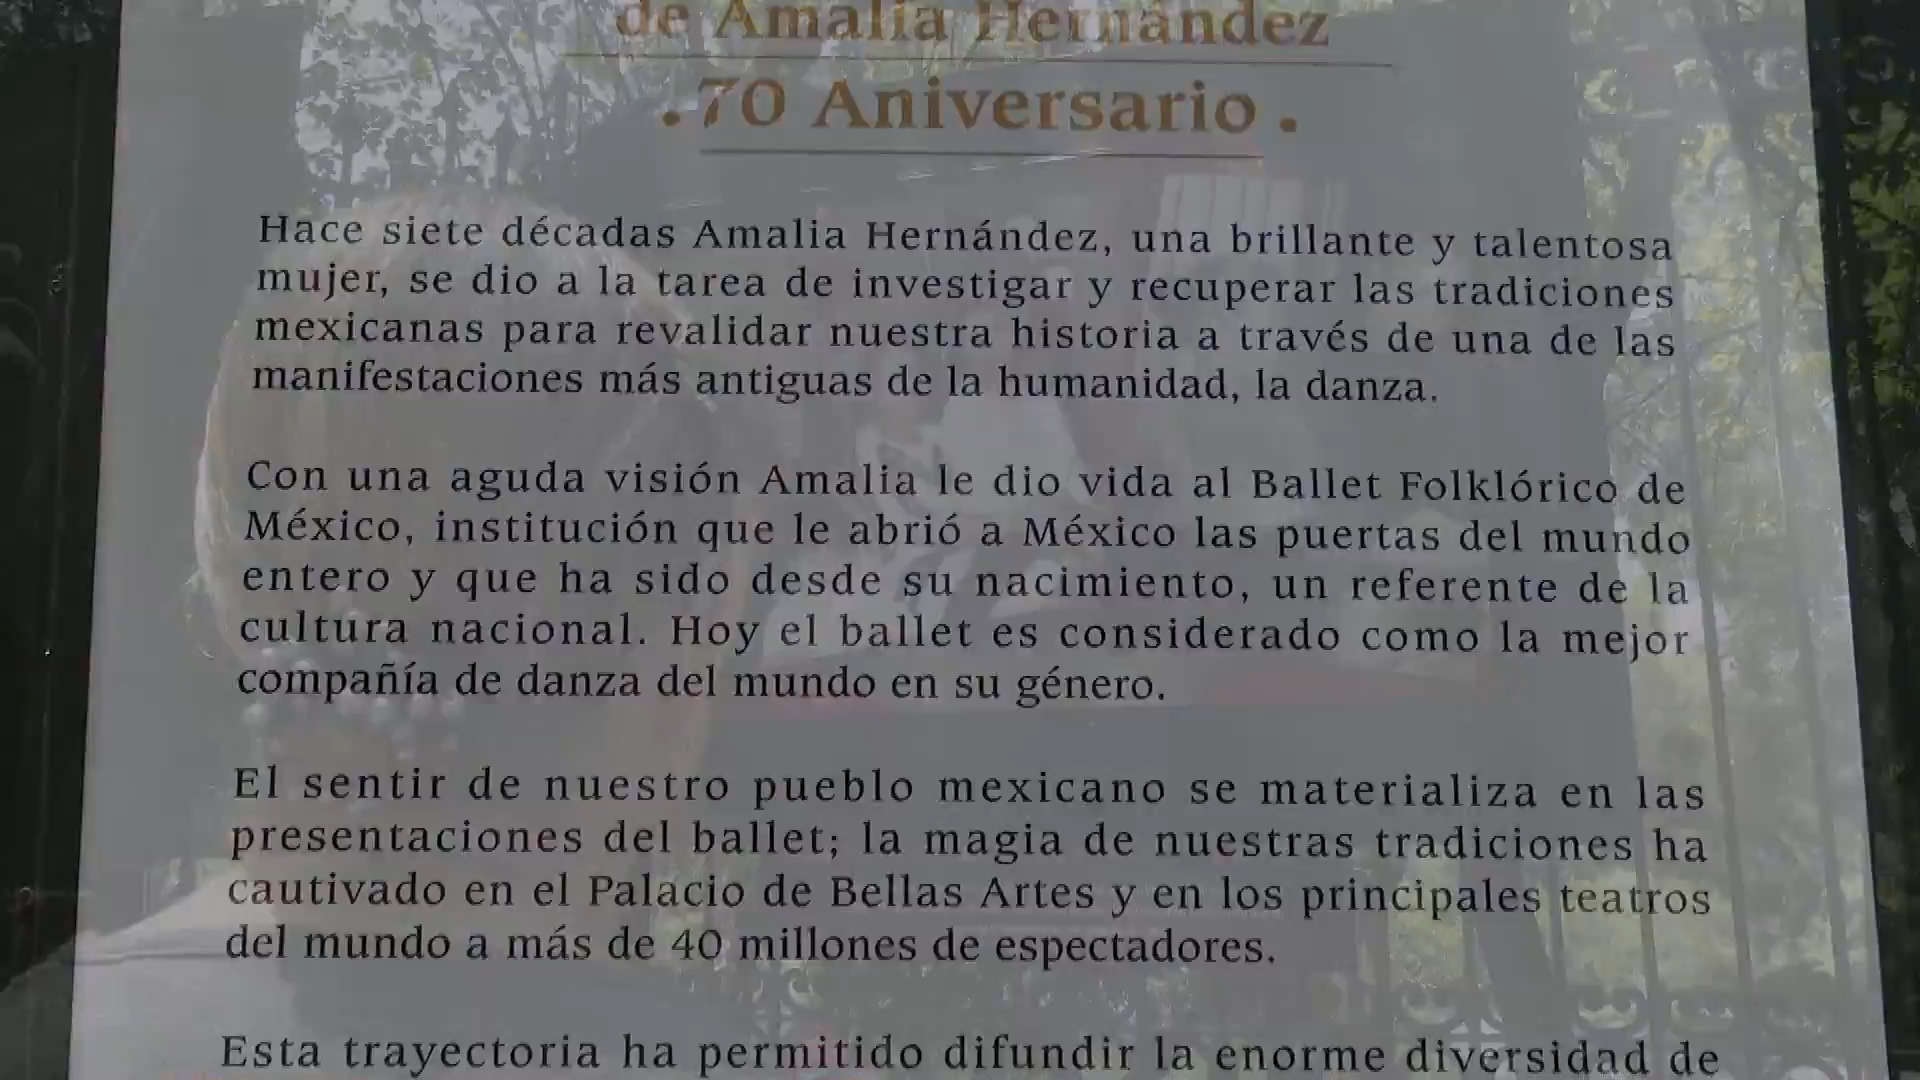 de Amalia Hernández
. 70 Aniversario .
Hace siete décadas Amalia Hernández, una brillante y talentosa
mujer, se dio a la tarea de investigar y recuperar las tradiciones
mexicanas para revalidar nuestra historia a través de una de las
manifestaciones más antiguas de la humanidad, la danza.
Con una aguda visión Amalia le dio vida al Ballet Folklórico de
México, institución que le abrió a México las puertas del mundo
entero y que ha sido desde su nacimiento, un referente de la
cultura nacional. Hoy el ballet es considerado como la mejor
compañía de danza del mundo en su género.
El sentir de nuestro pueblo mexicano se materializa en las
presentaciones del ballet; la magia de nuestras tradiciones ha
cautivado en el Palacio de Bellas Artes y en los principales teatros
del mundo a más de 40 millones de espectadores.
Esta trayectoria ha permitido difundir la enorme diversidad de